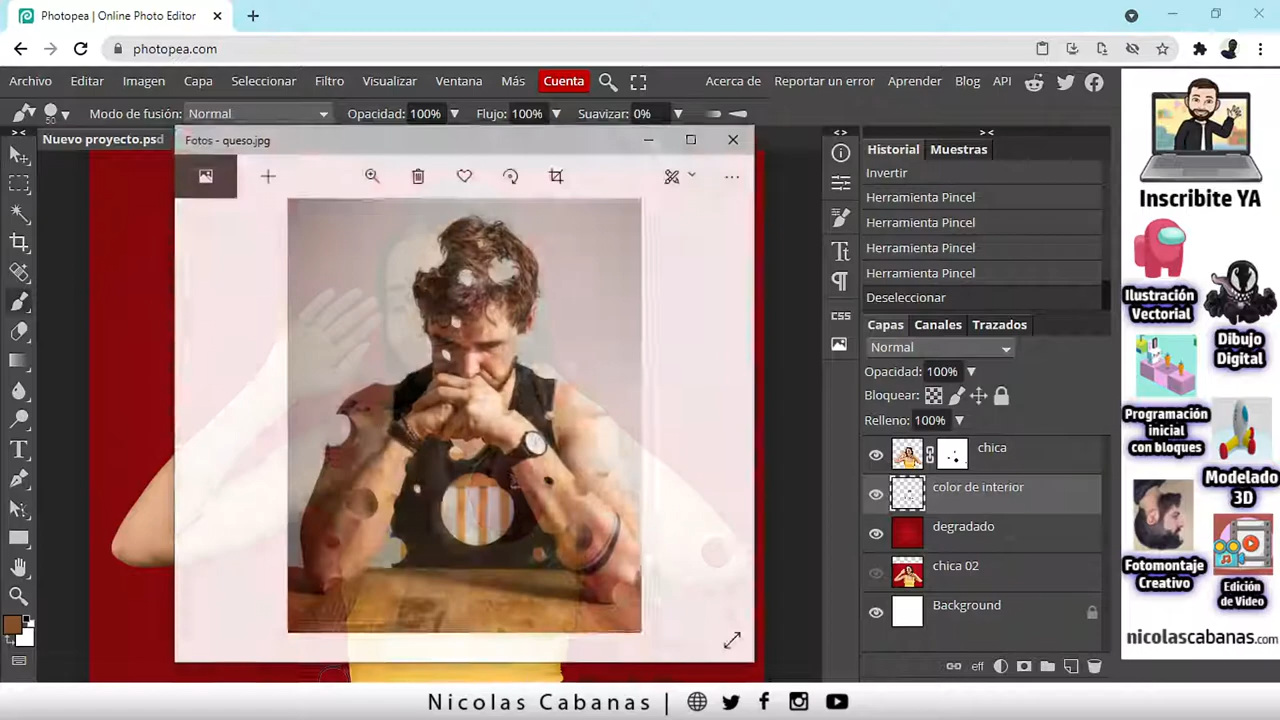 Photopea | Online Photo Editor
photopea.com
Archivo Editar Imagen Capa Seleccionar Filtro Visualizar Ventana Más Cuenta Acerca de Reportar un error Aprender Blog API
50 Modo de fusión: Normal Opacidad: 100% Flujo: 100% Suavizar: 0%
Nuevo proyecto.psd
Fotos - queso.jpg
Historial Muestras
Invertir
Herramienta Pincel
Herramienta Pincel
Herramienta Pincel
Herramienta Pincel
Deseleccionar
CSS
Capas Canales Trazados
Normal
Opacidad: 100%
Bloquear:
Relleno: 100%
chica
color de interior
degradado
chica 02
Background
eff
Inscribite YA
Ilustración
Vectorial
Dibujo
Digital
Programación
inicial
con bloques
Modelado
3D
Fotomontaje
Creativo
Edición
de Video
nicolascabanas.com
Nicolas Cabanas |